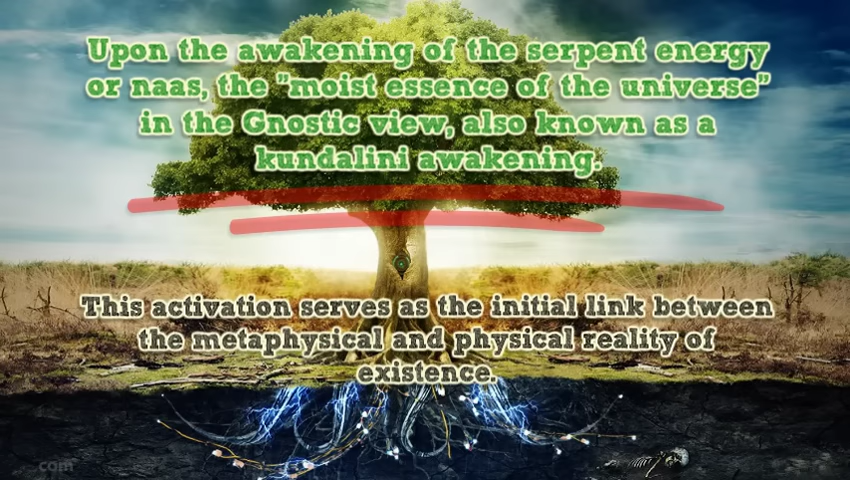 Upon the awakening of the serpent energy
or naas, the "moist essence of the universe"
in the Gnostic view, also known as a
kundalini awakening.
This activation serves as the initial link between
the metaphysical and physical reality of
existence.
com